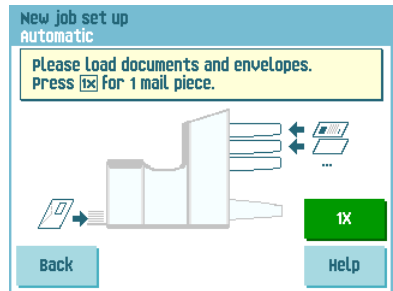 New job set up
Automatic
Please load documents and envelopes.
Press 1x for 1 mail piece.
...
1X
Back
Help